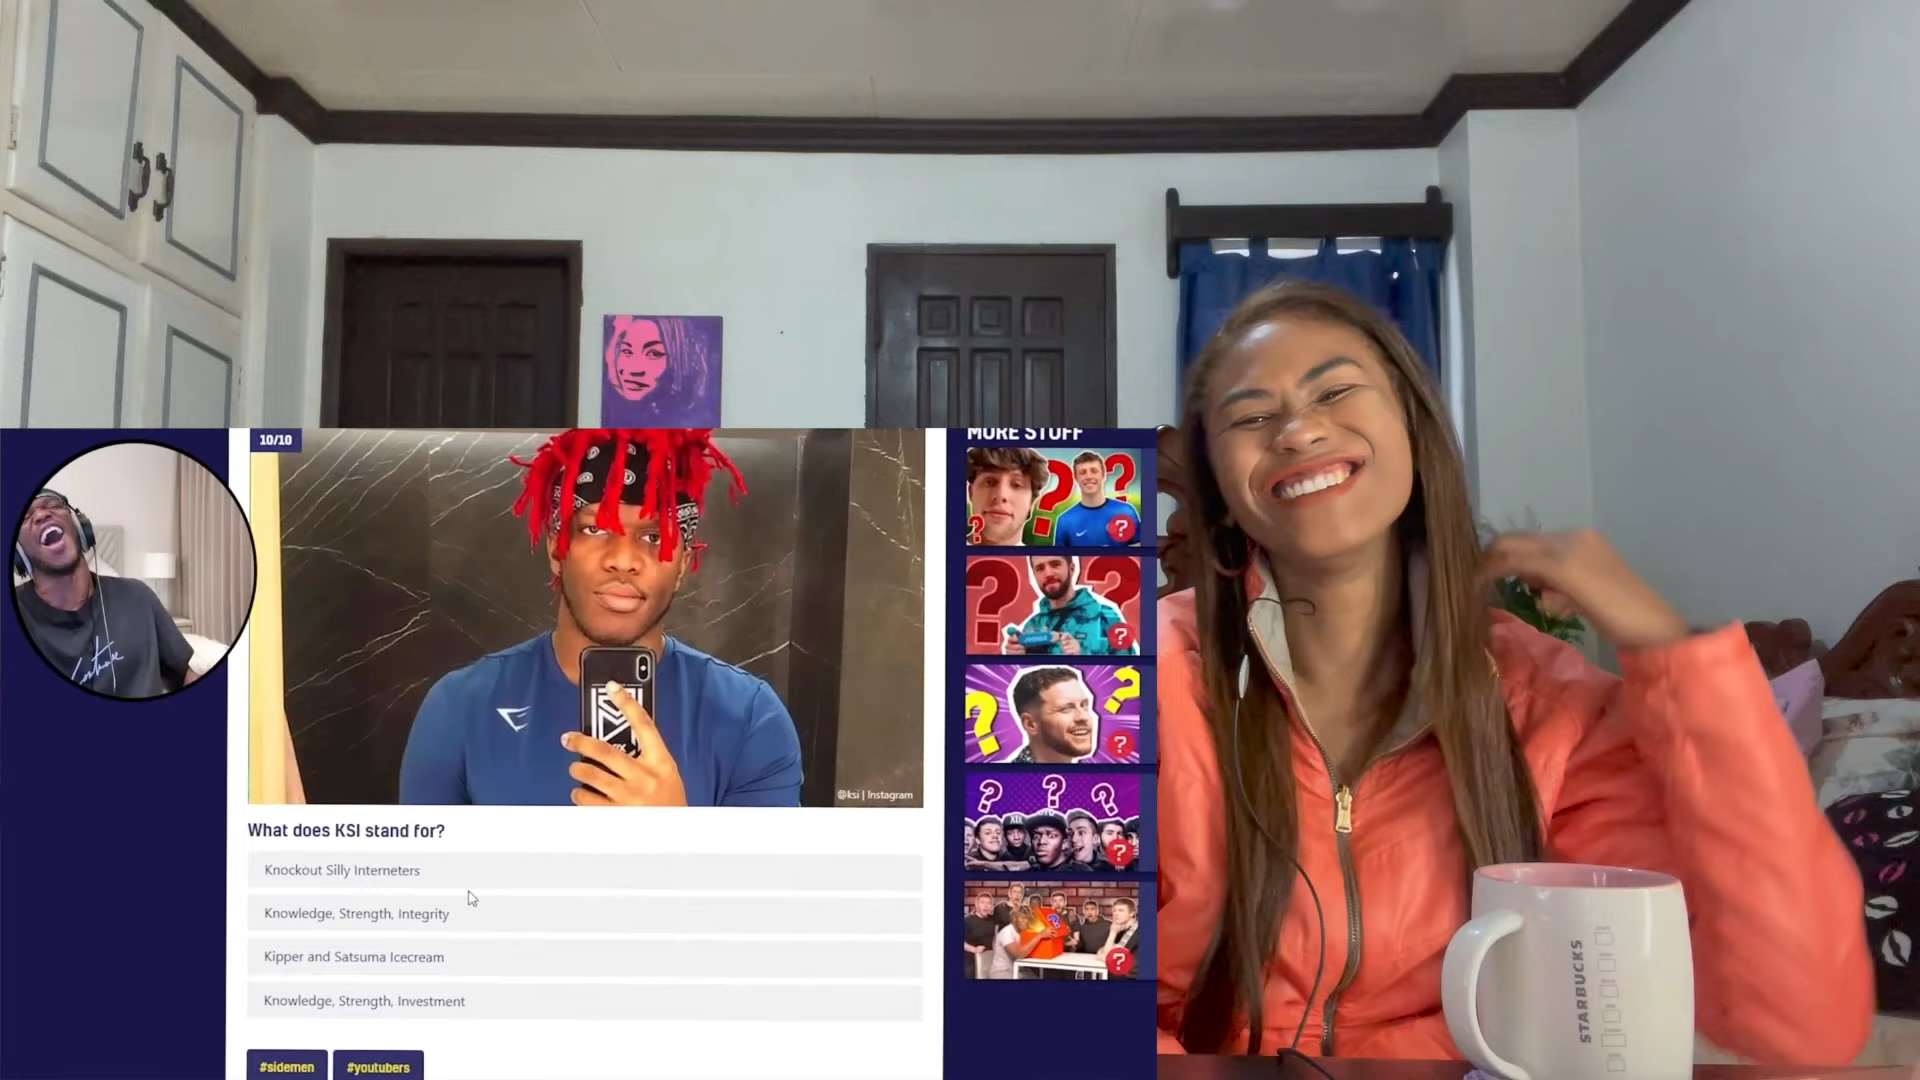 10/10
MORE STUFF
@ksi | Instagram
What does KSI stand for?
Knockout Silly Interneters
Knowledge, Strength, Integrity
Kipper and Satsuma Icecream
Knowledge, Strength, Investment
#sidemen
#youtubers
STARBUCKS